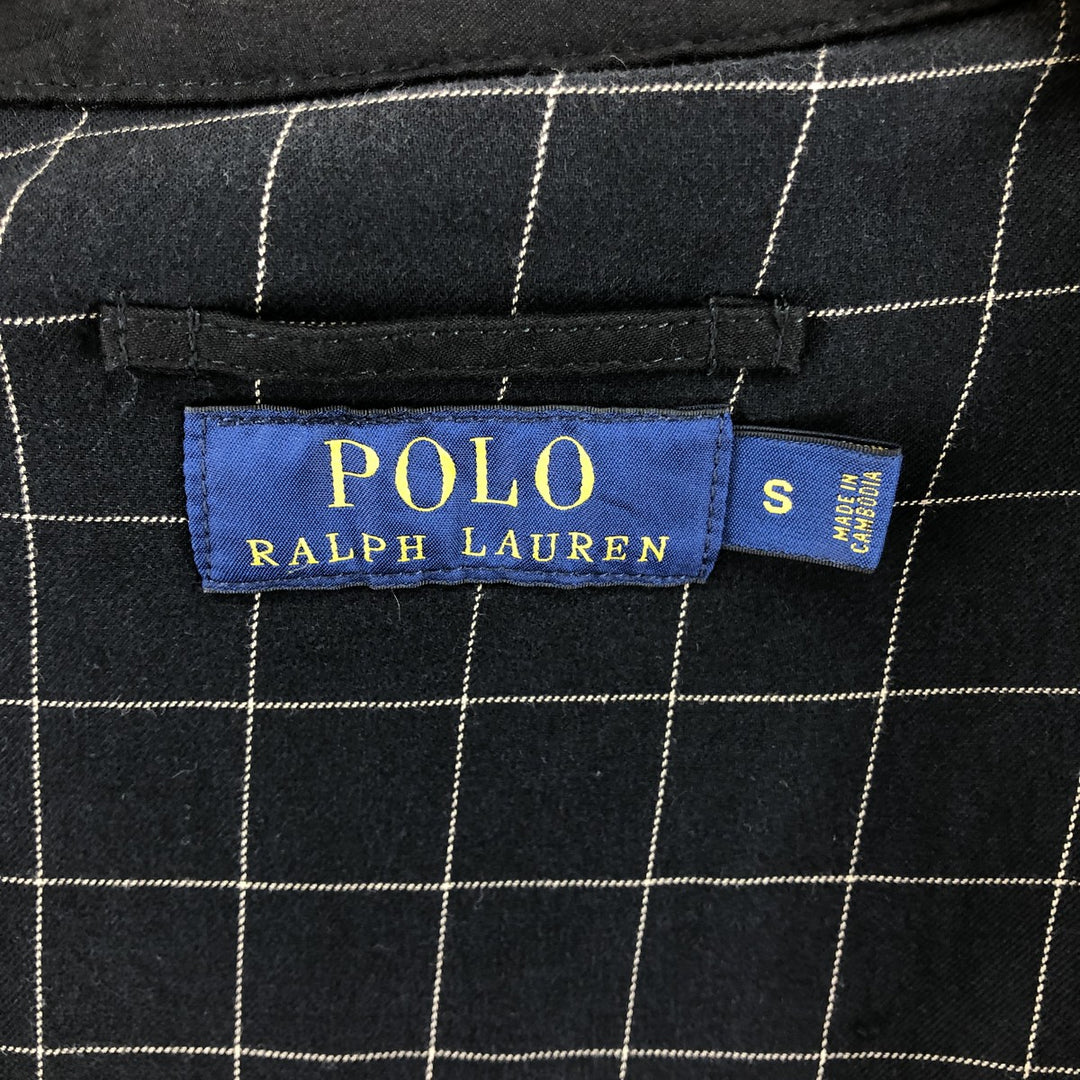 POLO
RALPH LAUREN
S
MADE IN
CAMBODIA